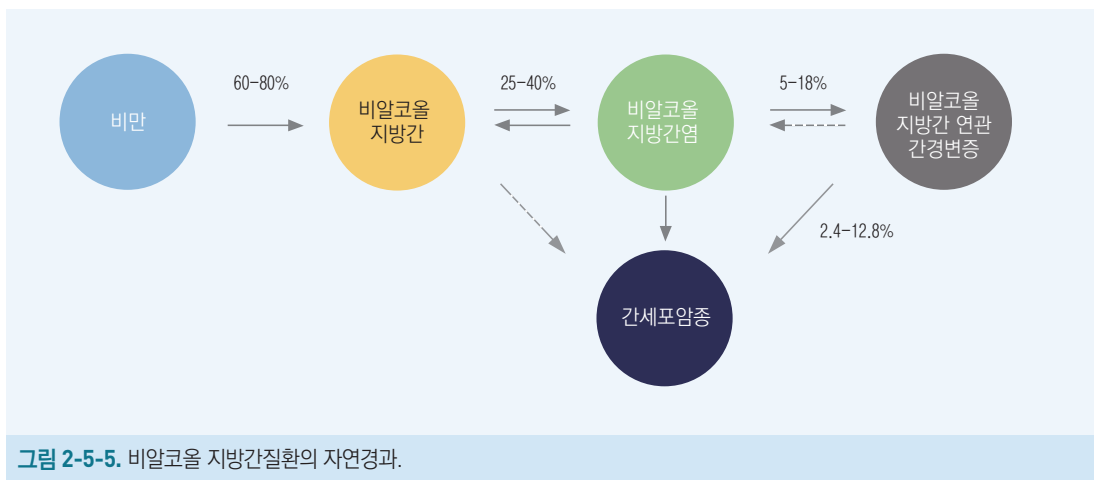 60-80%
25-40%
5-18%
비만
비알코올
지방간
비알코올
지방간염
비알코올
지방간 연관
간경변증
2.4-12.8%
간세포암종
그림 2-5-5. 비알코올 지방간질환의 자연경과.